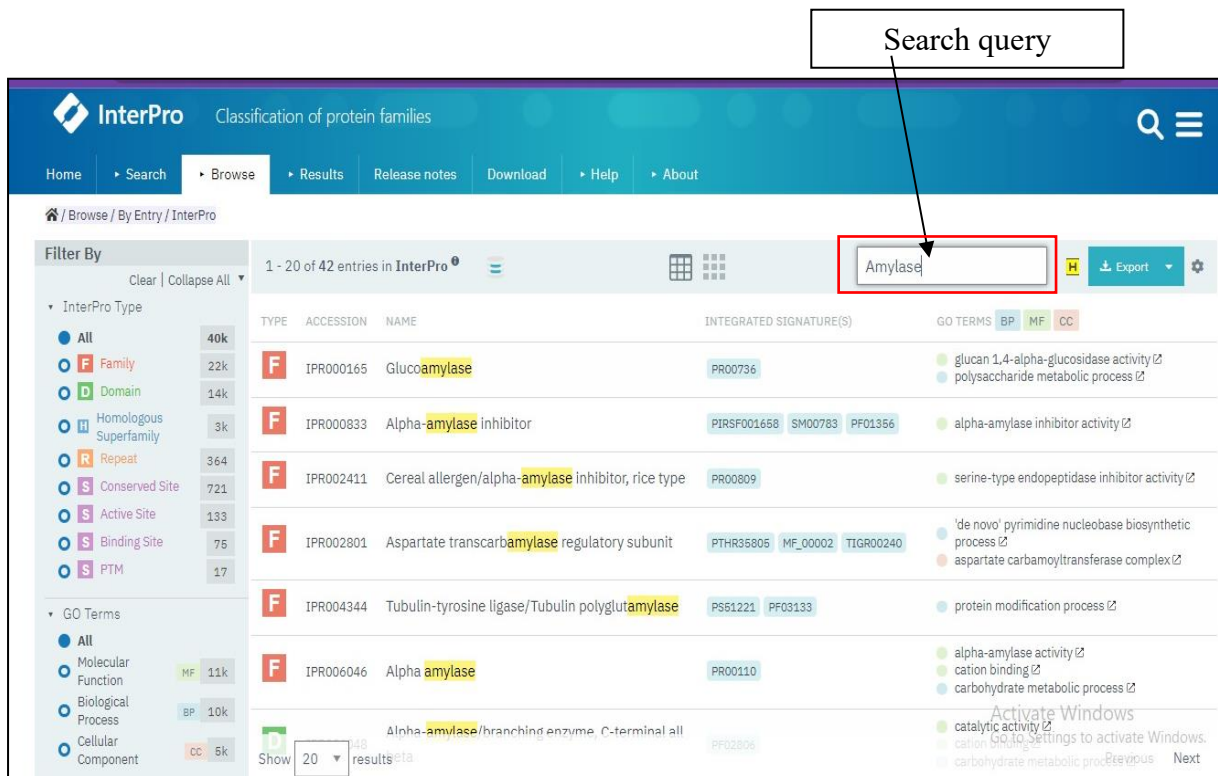 Search query
InterPro Classification of protein families
Home ▸ Search ▸ Browse ▸ Results Release notes Download ▸ Help ▸ About
/ Browse / By Entry / InterPro
Filter By
Clear | Collapse All ▼
1 - 20 of 42 entries in InterPro
Amylase
H
Export
▾ InterPro Type
All 40k
F Family 22k
D Domain 14k
H Homologous
Superfamily 3k
R Repeat 364
S Conserved Site 721
S Active Site 133
S Binding Site 75
S PTM 17
▾ GO Terms
All
Molecular
Function MF 11k
Biological
Process BP 10k
Cellular
Component CC 5k
TYPE ACCESSION NAME INTEGRATED SIGNATURE(S) GO TERMS BP MF CC
F IPR000165 Glucoamylase PR00736
glucan 1,4-alpha-glucosidase activity
polysaccharide metabolic process
F IPR000833 Alpha-amylase inhibitor PIRSF001658 SM00783 PF01356 alpha-amylase inhibitor activity
F IPR002411 Cereal allergen/alpha-amylase inhibitor, rice type PR00809 serine-type endopeptidase inhibitor activity
F IPR002801 Aspartate transcarbamylase regulatory subunit PTHR35805 MF_00002 TIGR00240
'de novo' pyrimidine nucleobase biosynthetic
process
aspartate carbamoyltransferase complex
F IPR004344 Tubulin-tyrosine ligase/Tubulin polyglutamylase PS51221 PF03133 protein modification process
F IPR006046 Alpha amylase PR00110
alpha-amylase activity
cation binding
carbohydrate metabolic process
D Alpha-amylase/branching enzyme, C-terminal all
beta
PF02806
catalytic activity
cation binding
carbohydrate metabolic process
Show 20 ▼ results
Activate Windows
Go to Settings to activate Windows.
Previous Next